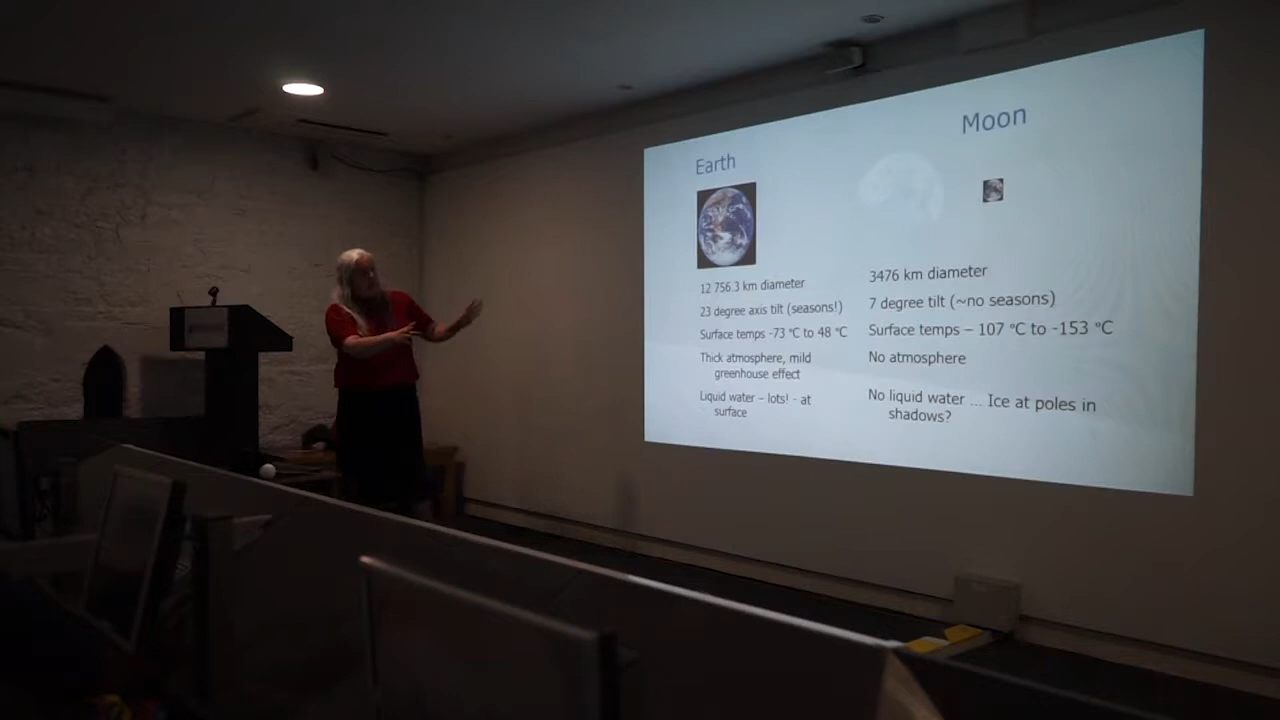 Earth
12 756.3 km diameter
23 degree axis tilt (seasons!)
Surface temps -73 °C to 48 °C
Thick atmosphere, mild
greenhouse effect
Liquid water – lots! - at
surface
Moon
3476 km diameter
7 degree tilt (~no seasons)
Surface temps – 107 °C to -153 °C
No atmosphere
No liquid water ... Ice at poles in
shadows?